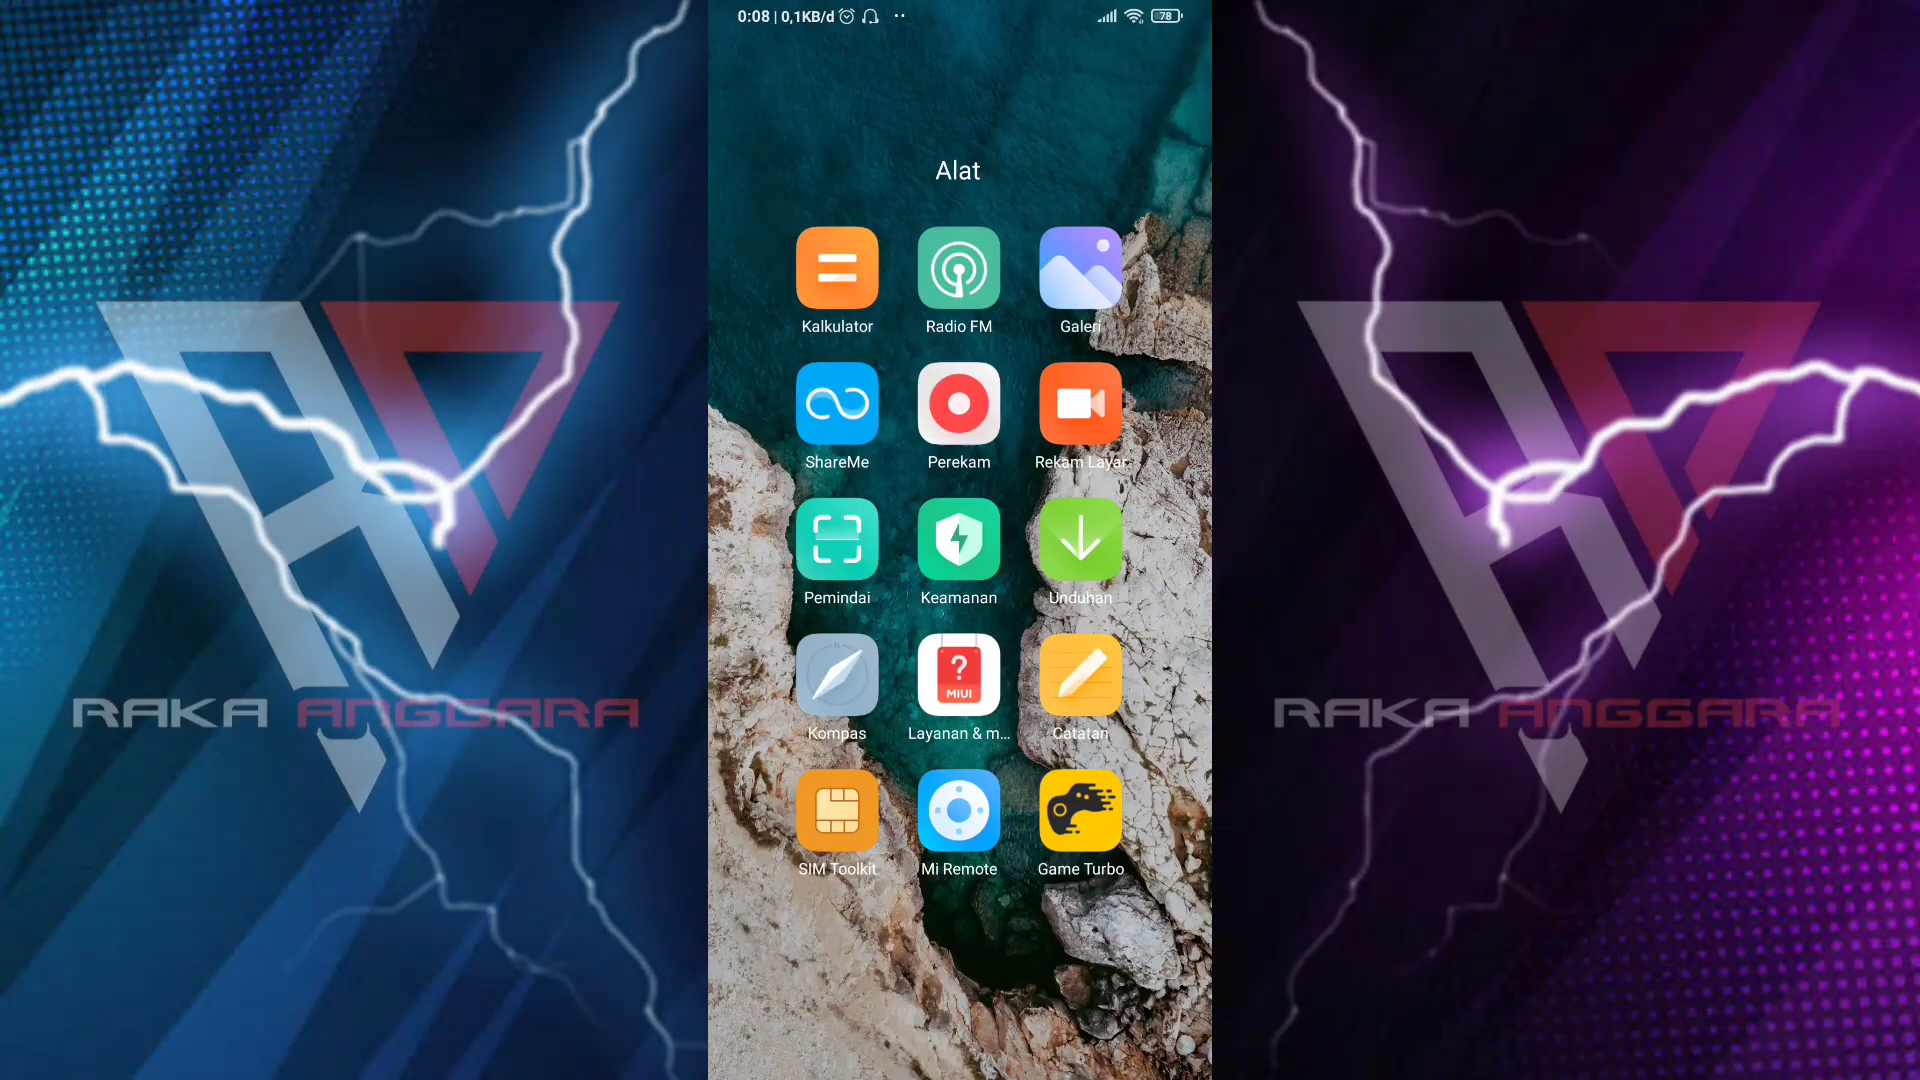 0:08 | 0,1KB/d
78
Alat
Kalkulator
Radio FM
Galeri
ShareMe
Perekam
Rekam Layar
Pemindai
Keamanan
Unduhan
?
MIUI
Kompas
Layanan & m...
Catatan
RAKA ANGGARA
RAKA ANGGARA
SIM Toolkit
Mi Remote
Game Turbo